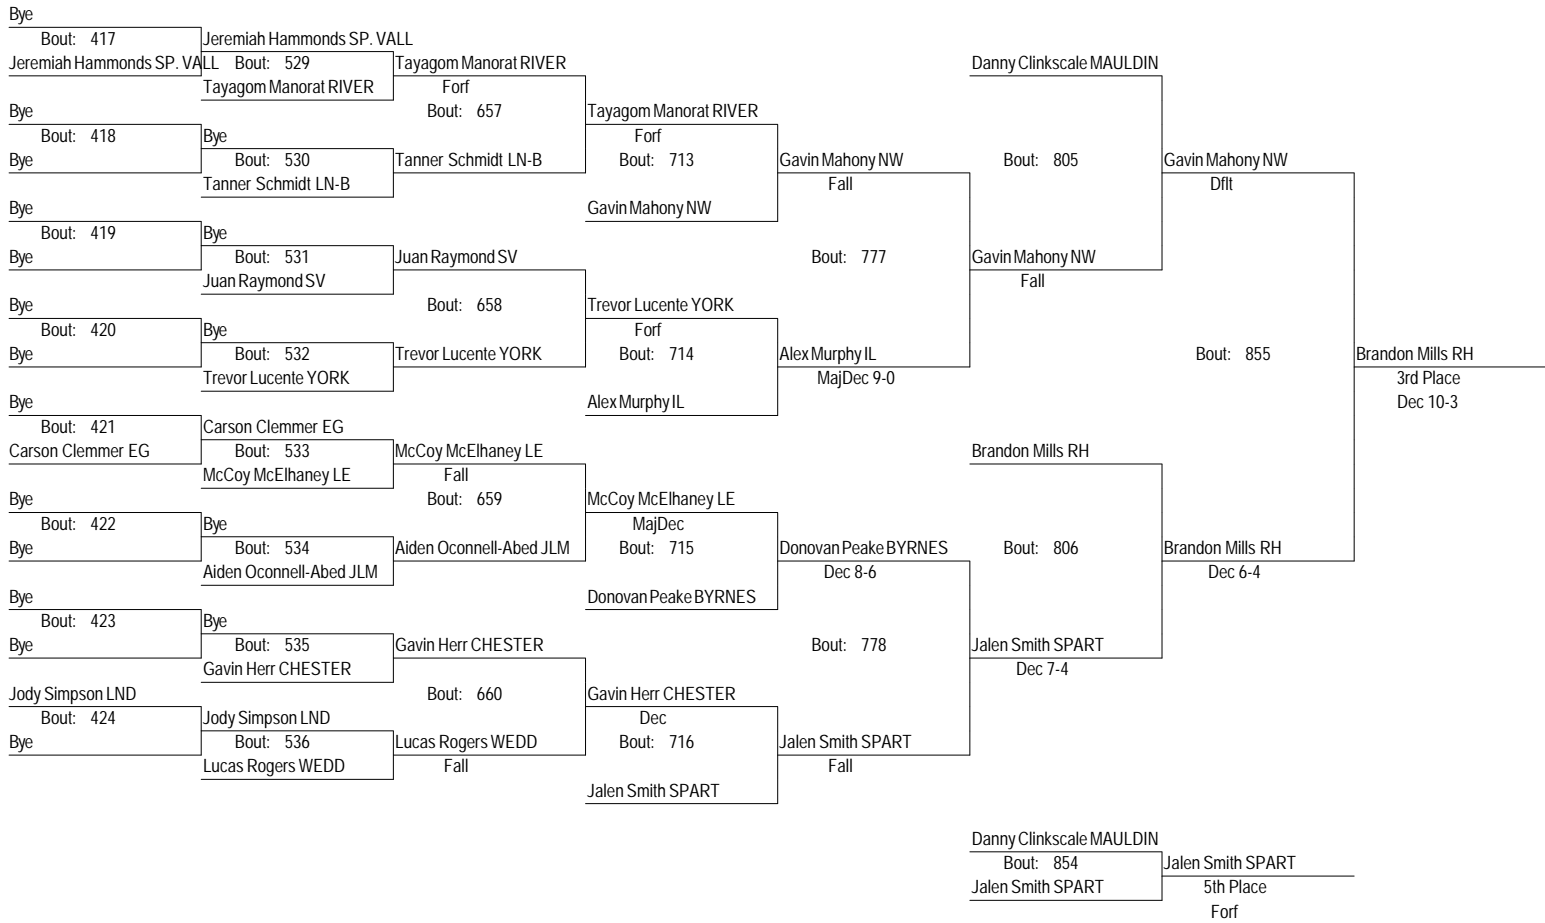 Bye
Bout: 417
Jeremiah Hammonds SP. VALL
Jeremiah Hammonds SP. VALL
Bout: 529
Tayagom Manorat RIVER
Danny Clinkscale MAULDIN
Tayagom Manorat RIVER
Forf
Bye
Bout: 657
Tayagom Manorat RIVER
Bout: 418
Bye
Forf
Bye
Bout: 530
Tanner Schmidt LN-B
Bout: 713
Gavin Mahony NW
Bout: 805
Gavin Mahony NW
Tanner Schmidt LN-B
Fall
Dflt
Bye
Gavin Mahony NW
Bout: 419
Bye
Bye
Bout: 531
Juan Raymond SV
Bout: 777
Gavin Mahony NW
Juan Raymond SV
Fall
Bye
Bout: 658
Trevor Lucente YORK
Bout: 420
Bye
Forf
Bye
Bout: 532
Trevor Lucente YORK
Bout: 714
Alex Murphy IL
Bout: 855
Brandon Mills RH
Trevor Lucente YORK
MajDec 9-0
3rd Place
Bye
Alex Murphy IL
Dec 10-3
Bout: 421
Carson Clemmer EG
Carson Clemmer EG
Bout: 533
McCoy McElhaney LE
Brandon Mills RH
McCoy McElhaney LE
Fall
Bye
Bout: 659
McCoy McElhaney LE
Bout: 422
Bye
MajDec
Bye
Bout: 534
Aiden Oconnell-Abed JLM
Bout: 715
Donovan Peake BYRNES
Bout: 806
Brandon Mills RH
Aiden Oconnell-Abed JLM
Dec 8-6
Dec 6-4
Bye
Donovan Peake BYRNES
Bout: 423
Bye
Bye
Bout: 535
Gavin Herr CHESTER
Bout: 778
Jalen Smith SPART
Gavin Herr CHESTER
Dec 7-4
Jody Simpson LND
Bout: 660
Gavin Herr CHESTER
Bout: 424
Jody Simpson LND
Dec
Bye
Bout: 536
Lucas Rogers WEDD
Bout: 716
Jalen Smith SPART
Lucas Rogers WEDD
Fall
Fall
Jalen Smith SPART
Danny Clinkscale MAULDIN
Bout: 854
Jalen Smith SPART
Jalen Smith SPART
5th Place
Forf